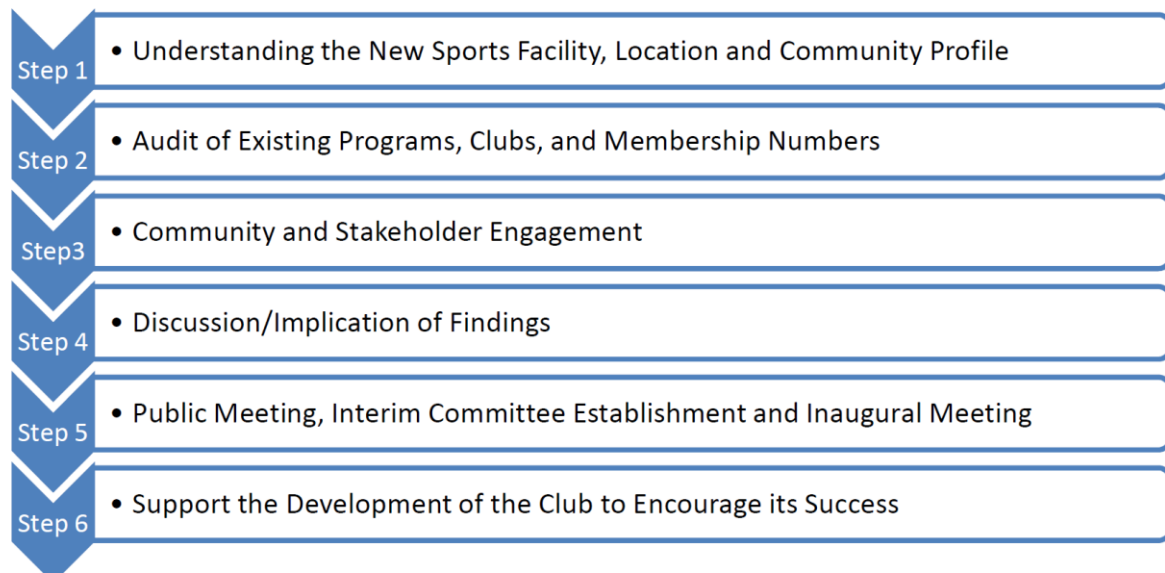 Step 1
• Understanding the New Sports Facility, Location and Community Profile
Step 2
• Audit of Existing Programs, Clubs, and Membership Numbers
Step3
• Community and Stakeholder Engagement
Step 4
• Discussion/Implication of Findings
Step 5
• Public Meeting, Interim Committee Establishment and Inaugural Meeting
Step 6
• Support the Development of the Club to Encourage its Success